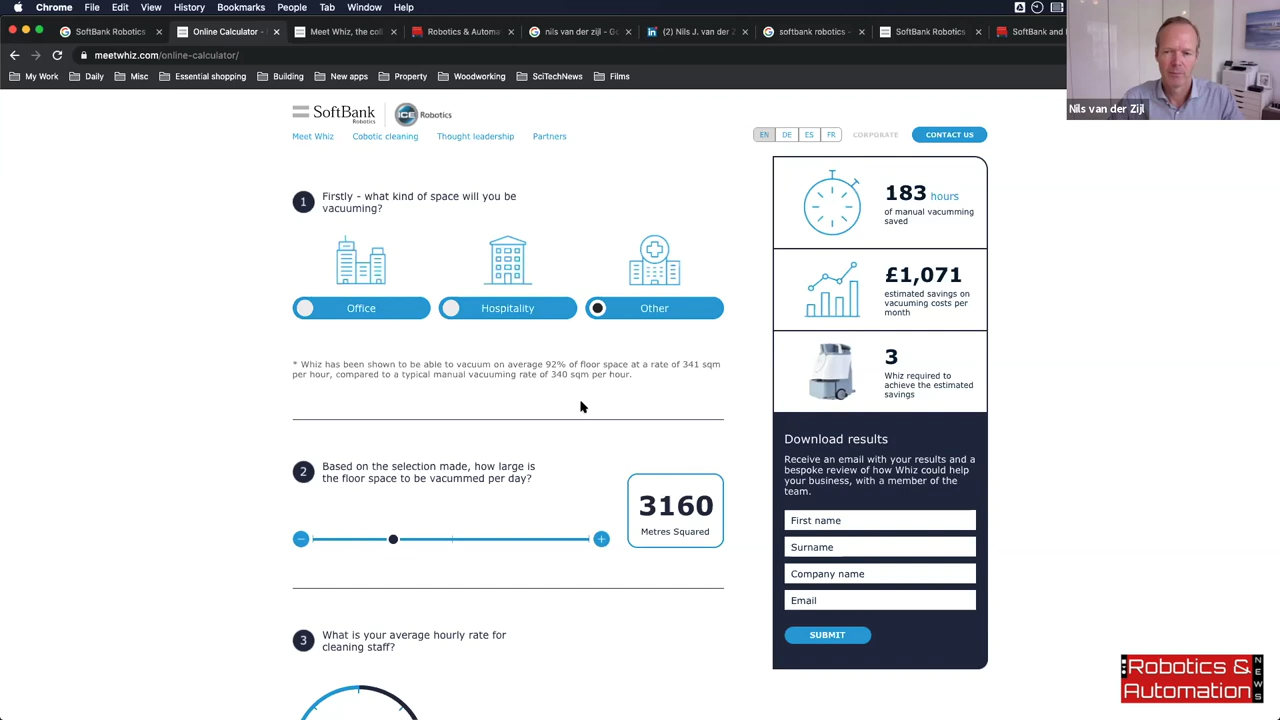 Chrome File Edit View History Bookmarks People Tab Window Help
SoftBank Robotics
Online Calculator -
Meet Whiz, the col
Robotics & Automa
nils van der zijl - G
(2) Nils J. van der Z
softbank robotics -
SoftBank Robotics
SoftBank and
meetwhiz.com/online-calculator/
My Work Daily Misc Essential shopping Building New apps Property Woodworking SciTechNews Films
Nils van der Zijl
SoftBank Robotics
ICE Robotics
Meet Whiz Cobotic cleaning Thought leadership Partners
EN DE ES FR CORPORATE CONTACT US
1 Firstly - what kind of space will you be
vacuuming?
Office Hospitality Other
* Whiz has been shown to be able to vacuum on average 92% of floor space at a rate of 341 sqm
per hour, compared to a typical manual vacuuming rate of 340 sqm per hour.
2 Based on the selection made, how large is
the floor space to be vacummed per day?
3160
Metres Squared
3 What is your average hourly rate for
cleaning staff?
183 hours
of manual vacumming
saved
£1,071
estimated savings on
vacuuming costs per
month
3
Whiz required to
achieve the estimated
savings
Download results
Receive an email with your results and a
bespoke review of how Whiz could help
your business, with a member of the
team.
First name
Surname
Company name
Email
SUBMIT
Robotics &
Automation
NEWS